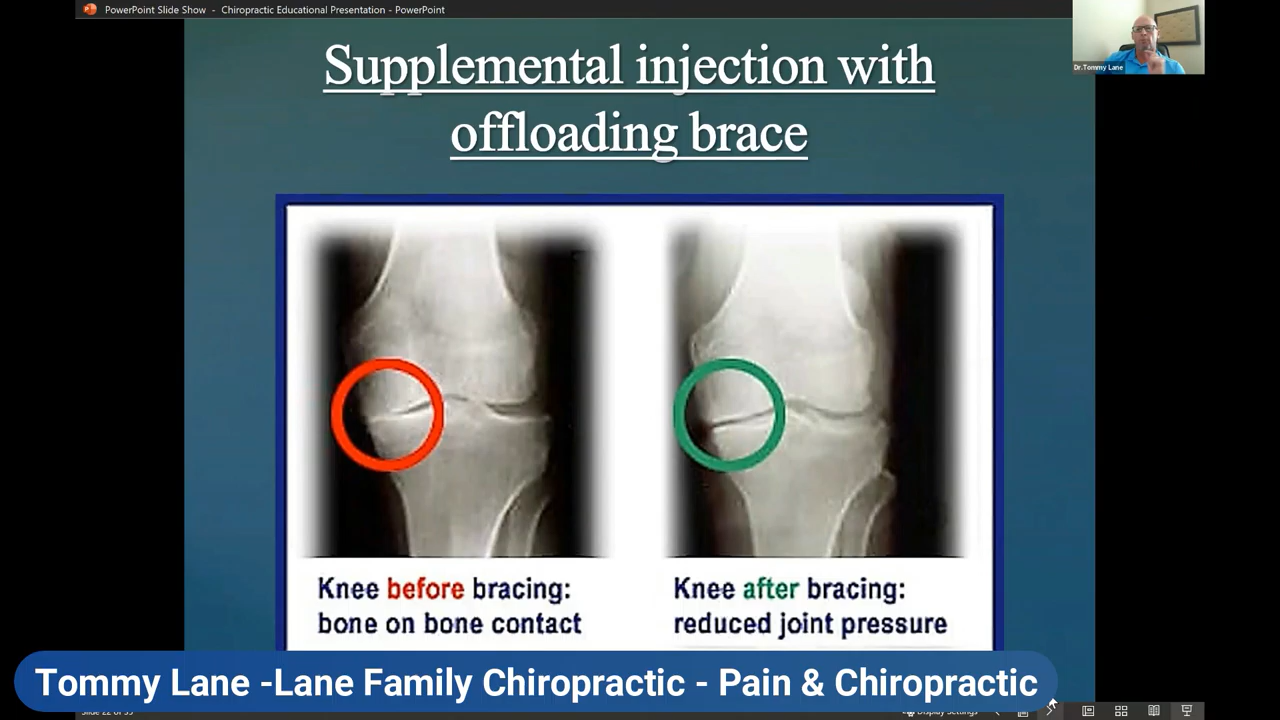 PowerPoint Slide Show - Chiropractic Educational Presentation - PowerPoint
Dr.Tommy Lane
Supplemental injection with
offloading brace
Knee before bracing:
bone on bone contact
Knee after bracing:
reduced joint pressure
Tommy Lane -Lane Family Chiropractic - Pain & Chiropractic
Display Settings